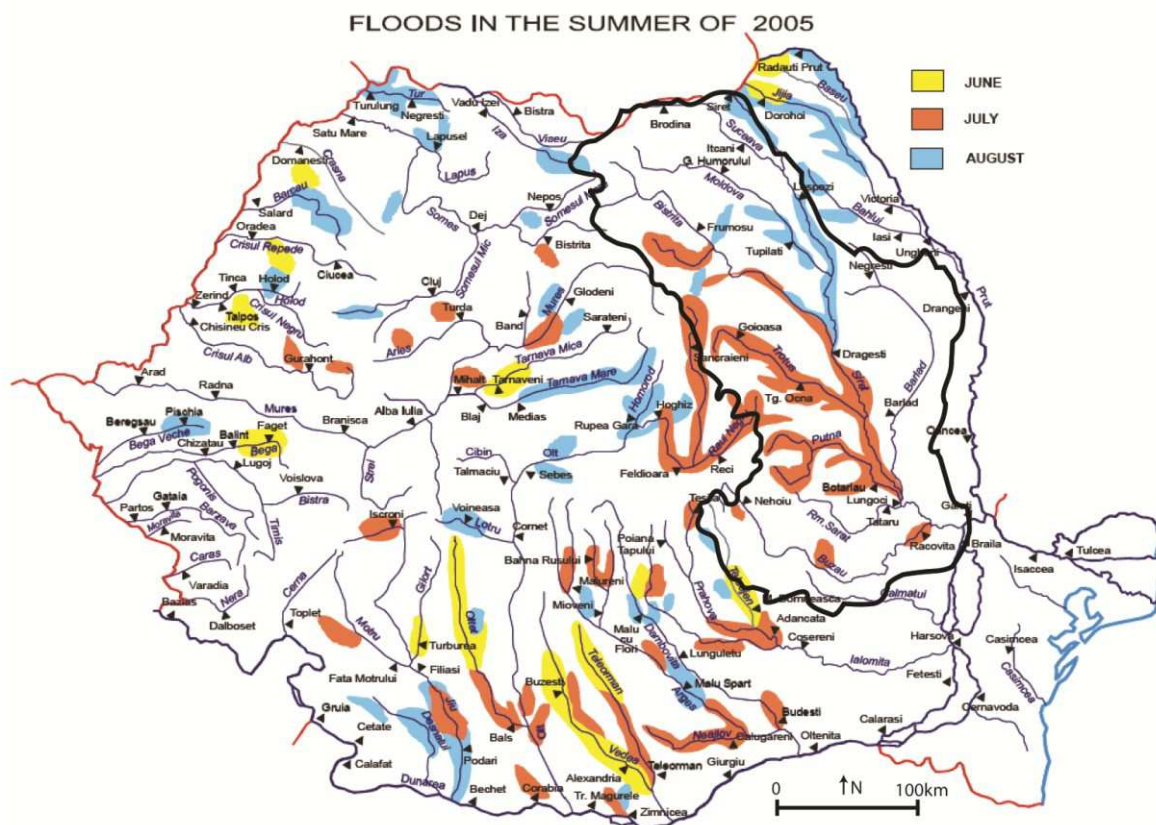 FLOODS IN THE SUMMER OF 2005
JUNE
JULY
AUGUST
Radauti Prut
Baseu
Jijia
Dorohoi
Siret
Suceava
Brodina
Itcani
G. Humorului
Moldova
Lespezi
Victoria
Bahlui
Iasi
Ungheni
Prut
Turulung
Tur
Negresti
Vadu Izei
Bistra
Iza
Viseu
Satu Mare
Lapusel
Lapus
Domanesti
Crasna
Barcau
Salard
Oradea
Crisul Repede
Ciucea
Somes
Dej
Nepos
Bistrita
Bistrita
Frumosu
Tupilati
Negresti
Drangeni
Tinca
Holod
Holod
Zerind
Talpos
Crisul Negru
Chisineu Cris
Crisul Alb
Gurahont
Cluj
Somesul Mic
Turda
Aries
Band
Mures
Glodeni
Sarateni
Tarnava Mica
Mihalt
Tarnaveni
Tarnava Mare
Blaj
Medias
Sancraieni
Goioasa
Trotus
Siret
Dragesti
Barlad
Tg. Ocna
Barlad
Oancea
Arad
Radna
Mures
Branisca
Alba Iulia
Homorod
Hoghiz
Rupea Gara
Putna
Beregsau
Pischia
Bega Veche
Chizatau
Balint
Faget
Bega
Lugoj
Cibin
Olt
Talmaciu
Sebes
Feldioara
Reci
Botarlau
Lungoci
Tataru
Nehoiu
Rm. Sarat
Galati
Braila
Racovita
Buzau
Isaccea
Tulcea
Pogonis
Timis
Voislova
Bistra
Strei
Gataia
Partos
Barzava
Moravita
Moravita
Caras
Varadia
Nera
Bazias
Dalboset
Iscroni
Voineasa
Lotru
Cornet
Cerna
Gilort
Toplet
Motru
Oltet
Bahna Rusului
Poiana
Tapului
Malureni
Mioveni
Prahova
Teleajen
Calmatui
Adancata
Cosereni
Harsova
Casimcea
Casimcea
Malu
cu
Flori
Dambovita
Lunguletu
Ialomita
Fetesti
Cernavoda
Turburea
Filiasi
Fata Motrului
Gruia
Cetate
Calafat
Jiu
Desnatui
Podari
Bals
Olt
Buzesti
Teleorman
Malu Spart
Arges
Budesti
Neajlov
Calugareni
Oltenita
Calarasi
Vedea
Teleorman
Giurgiu
Alexandria
Dunarea
Bechet
Corabia
Tr. Magurele
Zimnicea
0
N
100km